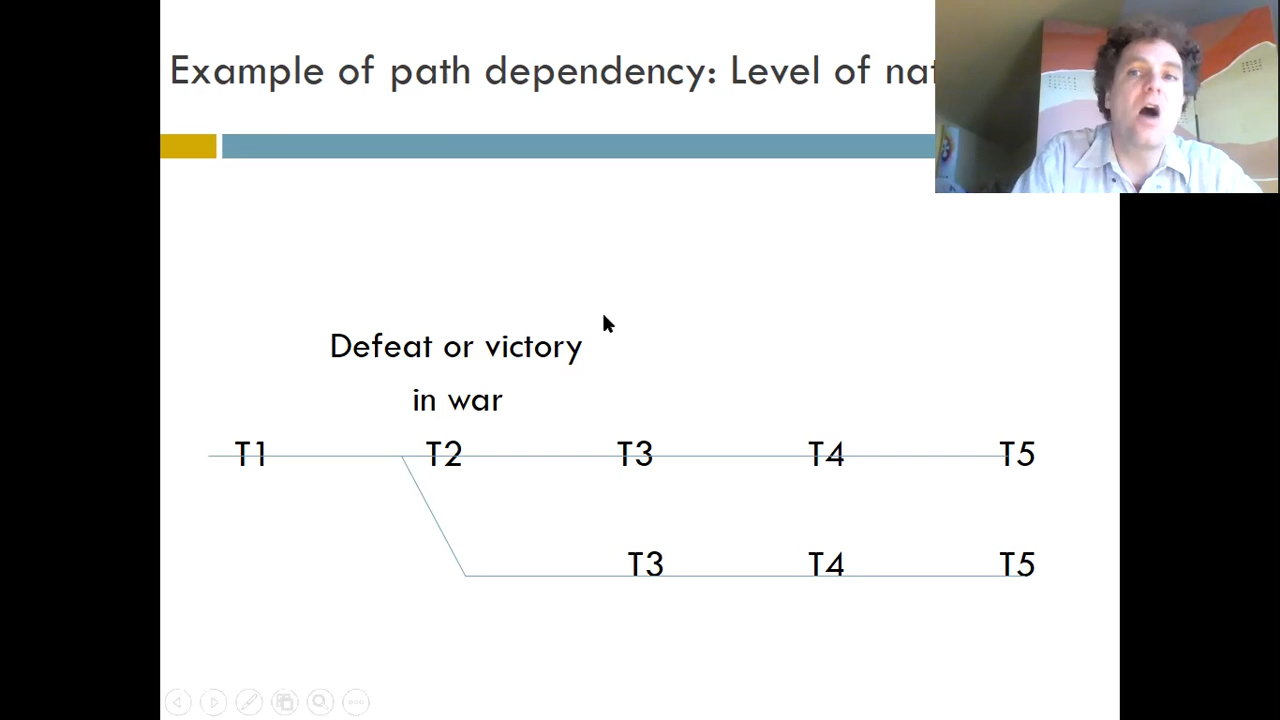 Example of path dependency: Level of
Defeat or victory
in war
T1 T2 T3 T4 T5
T3 T4 T5